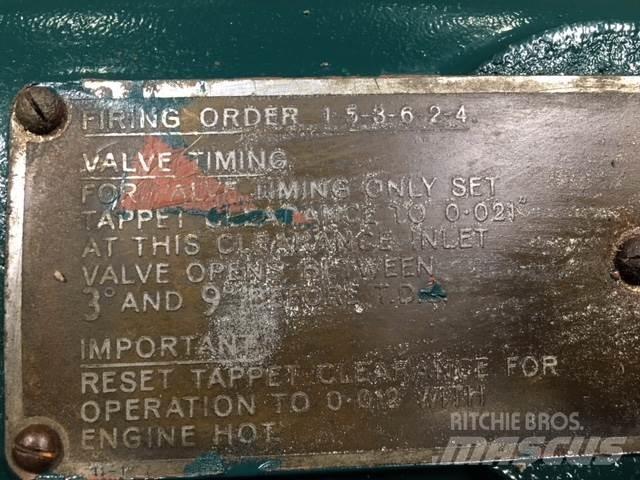 FIRING ORDER 1-5-3-6-2-4.
VALVE TIMING
FOR VALVE TIMING ONLY SET
TAPPET CLEARANCE TO 0·021"
AT THIS CLEARANCE INLET
VALVE OPENS BETWEEN
3° AND 9° BEFORE T.D.
IMPORTANT
RESET TAPPET CLEARANCE FOR
OPERATION TO 0·012" WITH
ENGINE HOT.
RITCHIE BROS.
MASCUS